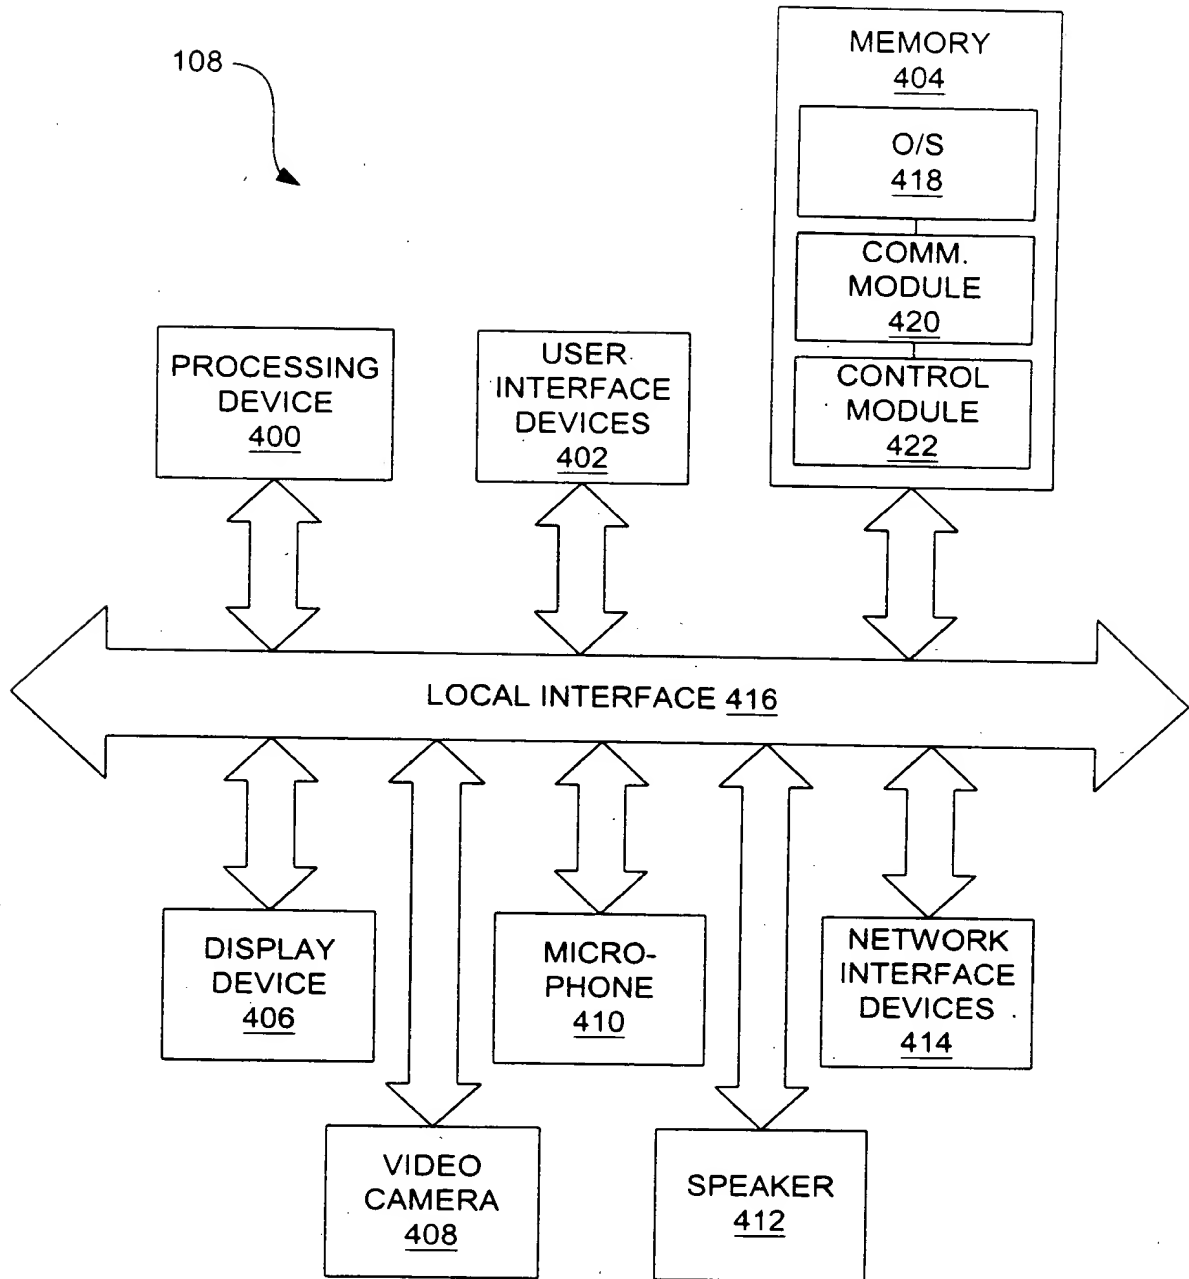 108
MEMORY
404
O/S
418
COMM.
MODULE
420
CONTROL
MODULE
422
PROCESSING
DEVICE
400
USER
INTERFACE
DEVICES
402
LOCAL INTERFACE 416
DISPLAY
DEVICE
406
MICRO-
PHONE
410
NETWORK
INTERFACE
DEVICES
414
VIDEO
CAMERA
408
SPEAKER
412